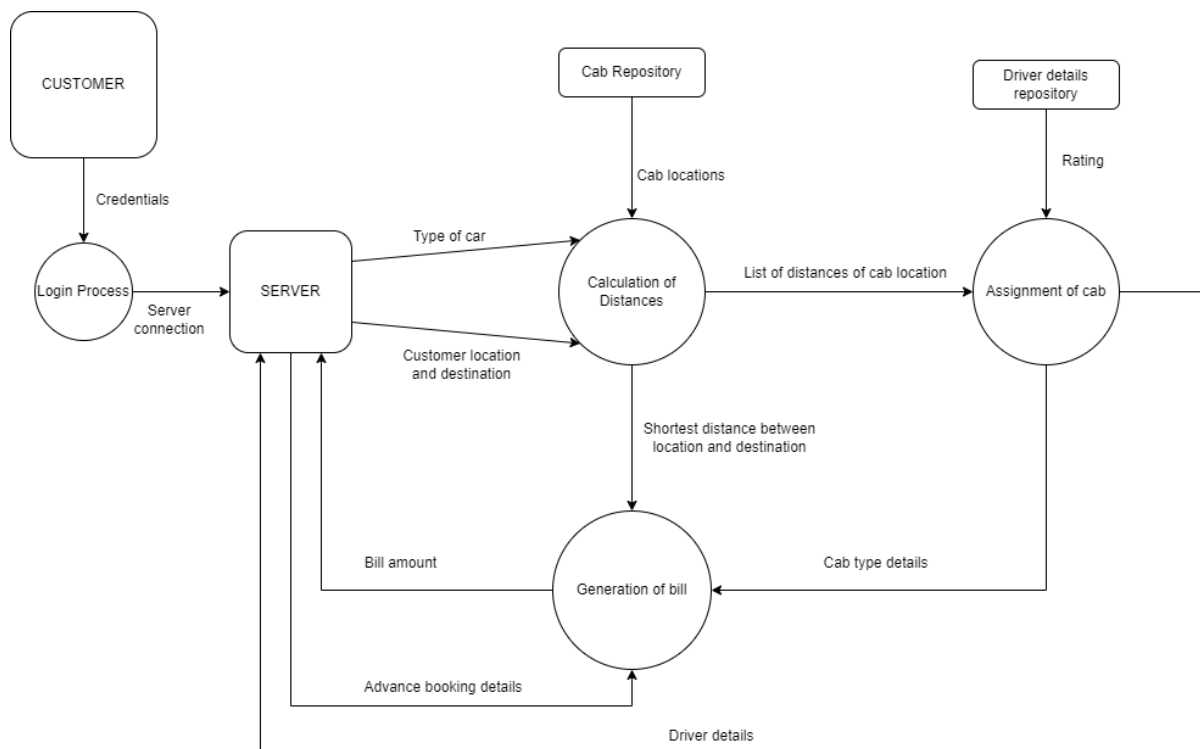 CUSTOMER
Cab Repository
Driver details
repository
Credentials
Cab locations
Rating
Type of car
Login Process
SERVER
Calculation of
Distances
List of distances of cab location
Assignment of cab
Server
connection
Customer location
and destination
Shortest distance between
location and destination
Bill amount
Generation of bill
Cab type details
Advance booking details
Driver details